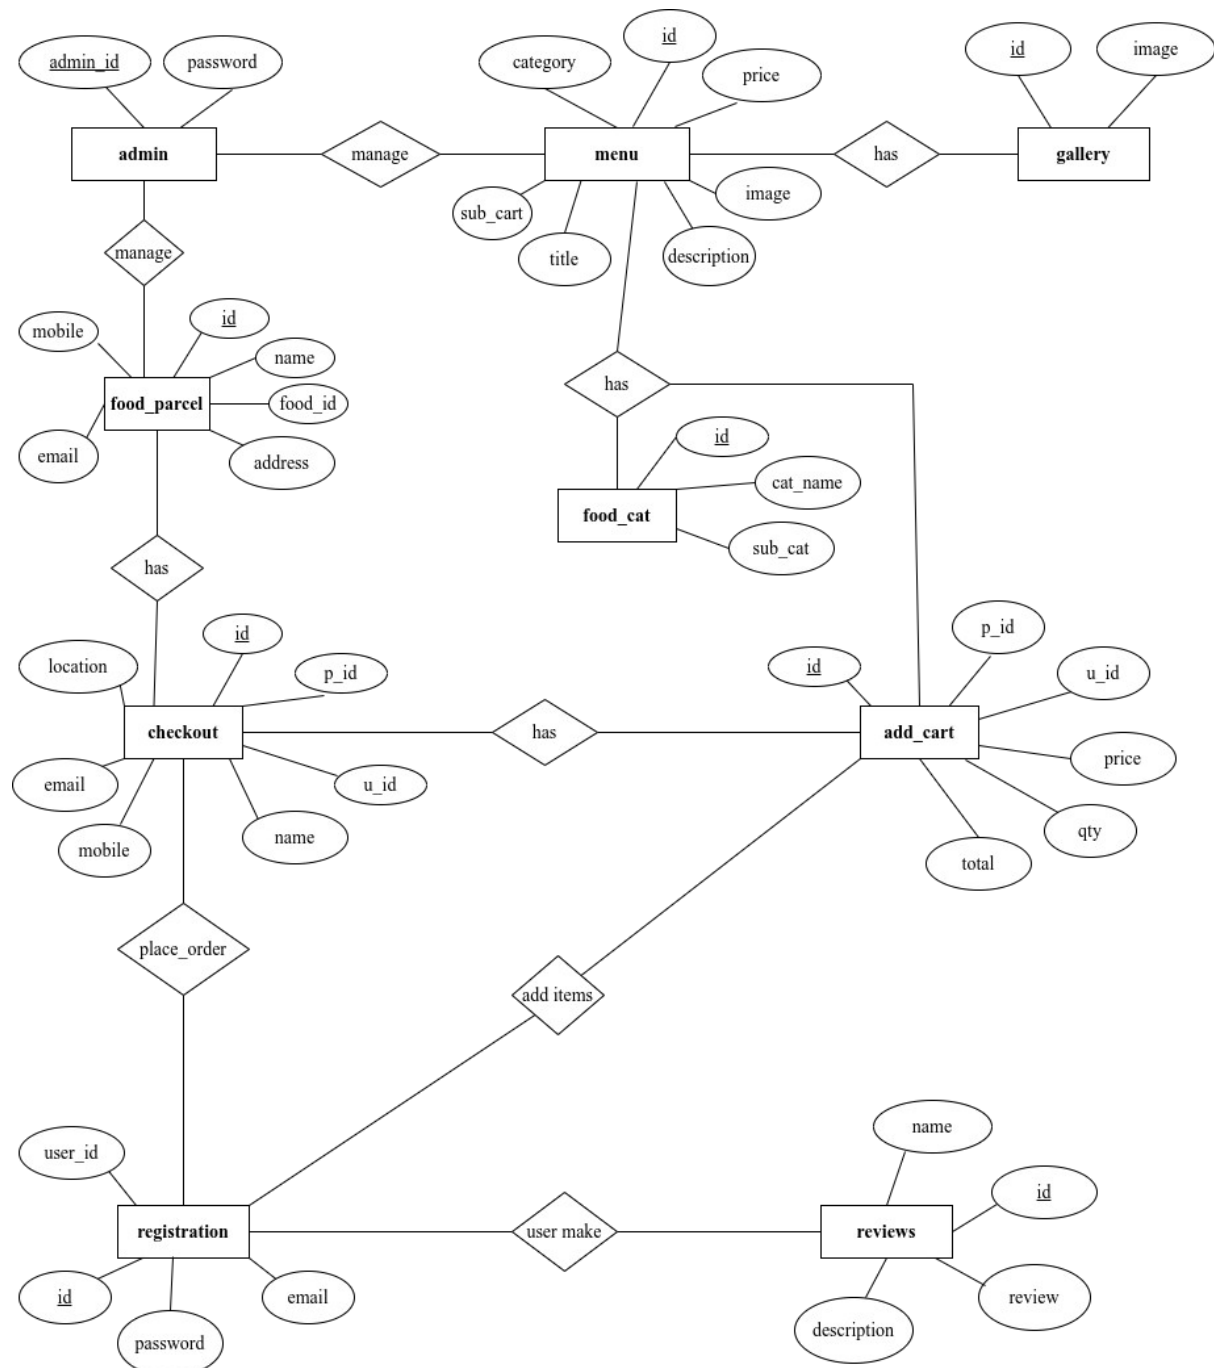 admin_id
password
category
id
price
id
image
admin
manage
menu
has
gallery
sub_cart
title
description
image
manage
mobile
id
name
food_id
food_parcel
email
address
has
id
cat_name
food_cat
sub_cat
has
location
id
p_id
checkout
email
mobile
name
u_id
has
id
p_id
u_id
add_cart
price
qty
total
place_order
add items
user_id
registration
id
password
email
user make
name
id
reviews
review
description